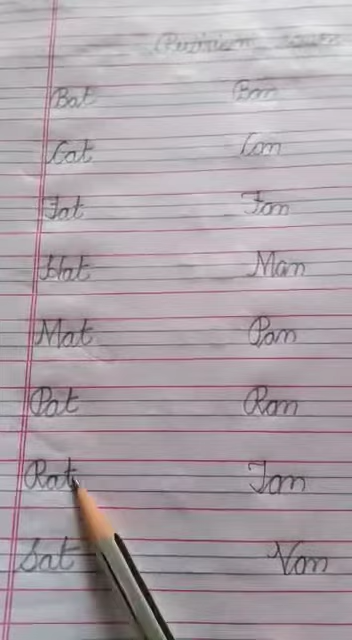 Bat Ban
Cat Can
Fat Fan
Hat Man
Mat Pan
Pat Ran
Rat Tan
Sat Van